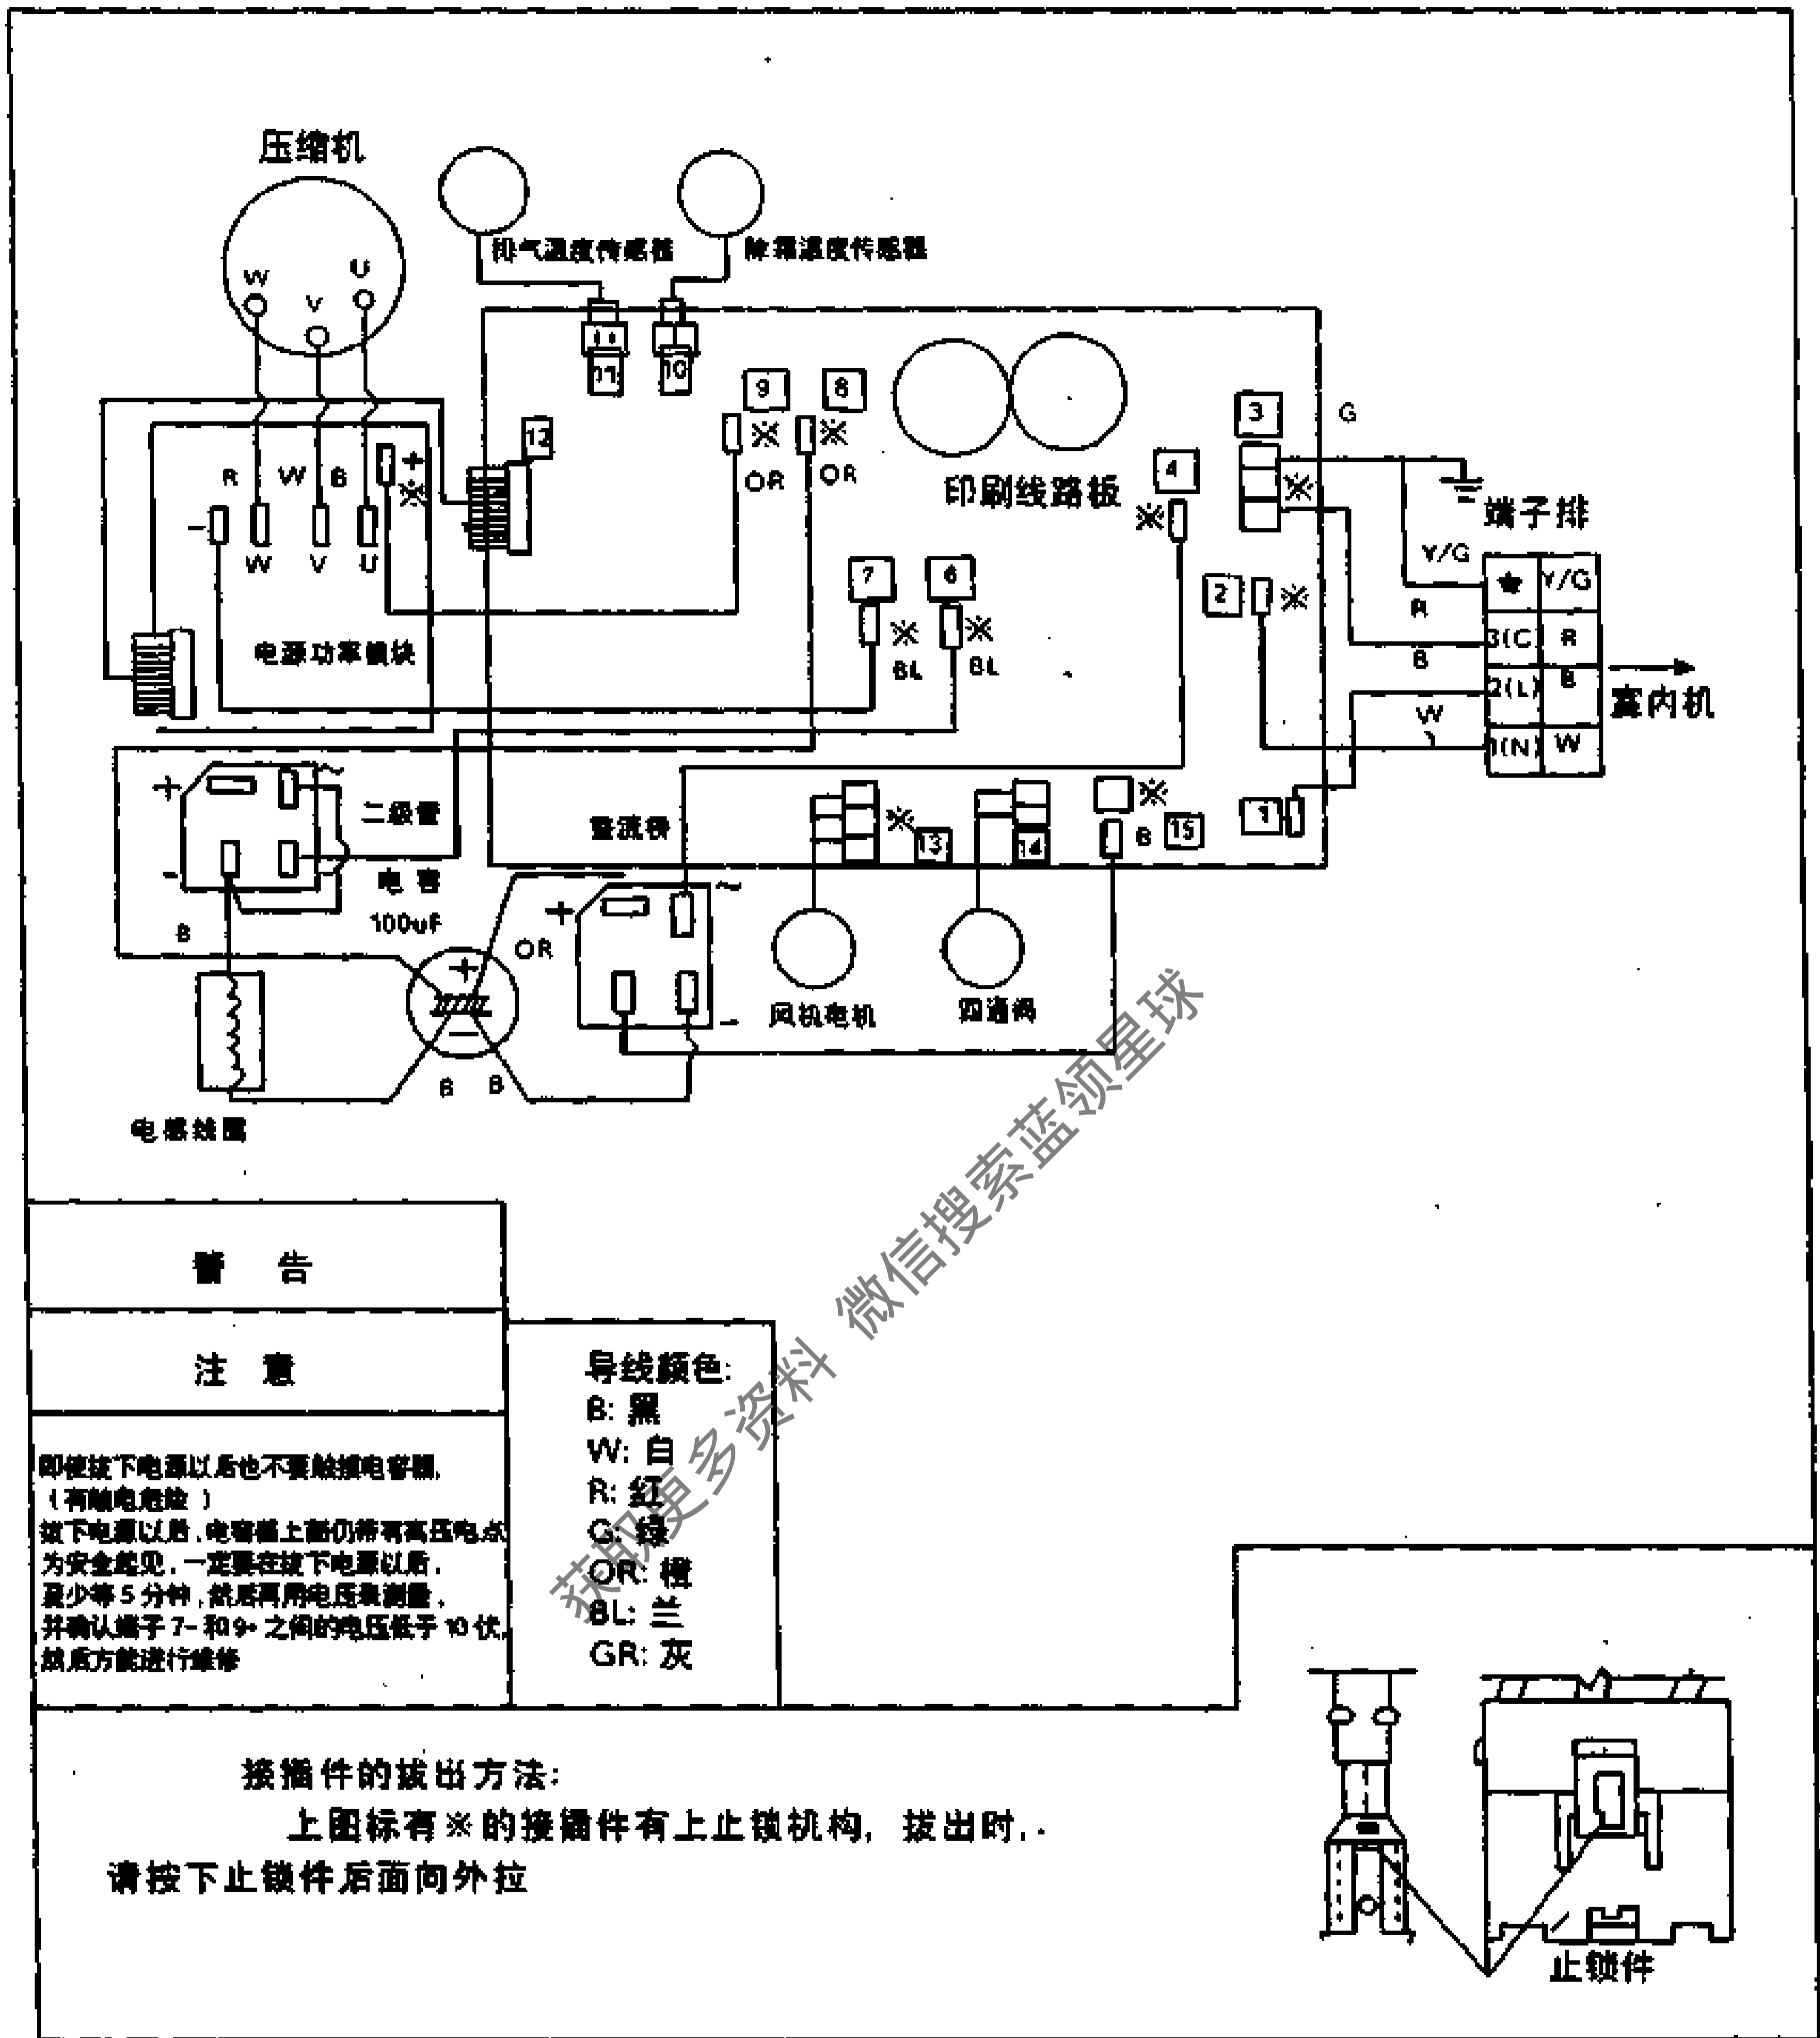 压缩机
排气温度传感器
除霜温度传感器
W
V
U
11
10
9
8
※
※
OR
OR
12
印刷线路板
3
G
4
※
※
端子排
R
W
B
+
※
-
W
V
U
7
6
※
※
BL
BL
2
※
Y/G
R
B
W
Y/G
3(C
R
2(L)
B
1(N)
W
室内机
电源功率模块
+
~
-
二级管
整流桥
※
13
14
※
B
15
1
电容
100uF
B
OR
+
-
+
~
-
B
B
风机电机
四通阀
电感线圈
警 告
注 意
即使拔下电源以后也不要触摸电容器,
(有触电危险)
拔下电源以后,电容器上部仍带有高压电点
为安全起见,一定要在拔下电源以后,
至少等5分钟,然后再用电压表测量,
并确认端子7-和9+之间的电压低于10伏,
然后方能进行维修
导线颜色:
B: 黑
W: 白
R: 红
G: 绿
OR: 橙
BL: 兰
GR: 灰
获取更多资料 微信搜索蓝领星球
接插件的拔出方法:
上图标有※的接插件有上止锁机构, 拔出时,
请按下止锁件后面向外拉
止锁件